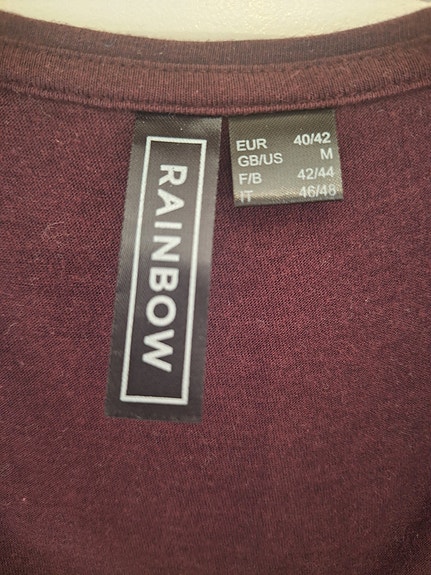 RAINBOW
EUR 40/42
GB/US M
F/B 42/44
IT 46/48